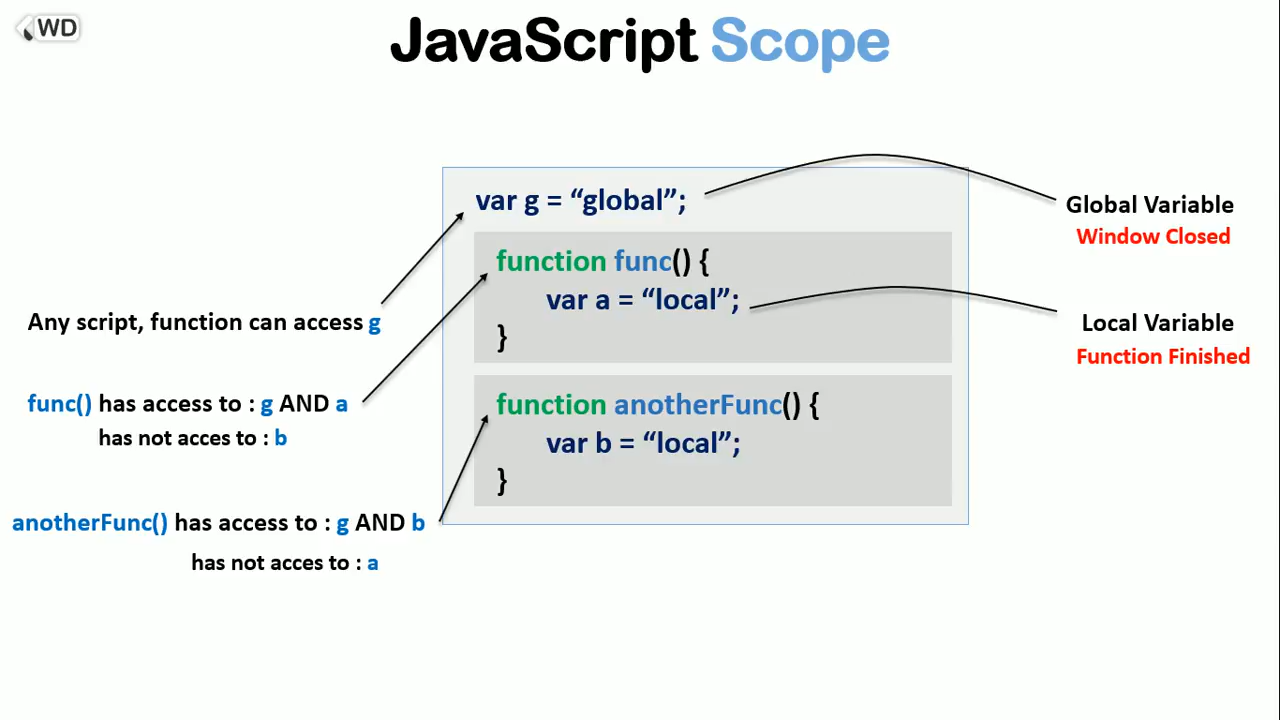 WD
JavaScript Scope
var g = “global”;
Global Variable
Window Closed
function func() {
var a = “local”;
}
Any script, function can access g
Local Variable
Function Finished
func() has access to : g AND a
has not acces to : b
function anotherFunc() {
var b = “local”;
}
anotherFunc() has access to : g AND b
has not acces to : a